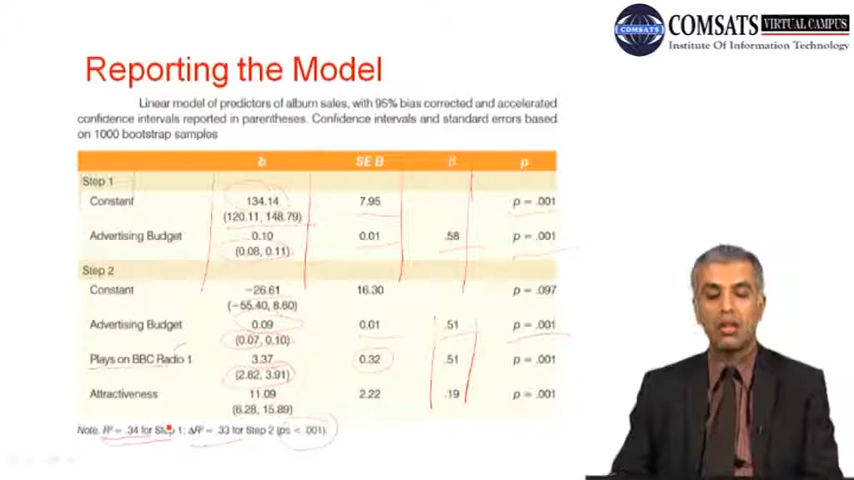 COMSATS VIRTUAL CAMPUS
Institute Of Information Technology
Reporting the Model
Linear model of predictors of album sales, with 95% bias corrected and accelerated
confidence intervals reported in parentheses. Confidence intervals and standard errors based
on 1000 bootstrap samples
b SE B β p
Step 1
Constant 134.14 7.95 p = .001
(120.11, 148.79)
Advertising Budget 0.10 0.01 .58 p = .001
(0.08, 0.11)
Step 2
Constant −26.61 16.30 p = .097
(−55.40, 8.60)
Advertising Budget 0.09 0.01 .51 p = .001
(0.07, 0.10)
Plays on BBC Radio 1 3.37 0.32 .51 p = .001
(2.82, 3.91)
Attractiveness 11.09 2.22 .19 p = .001
(6.28, 15.89)
Note. R² = .34 for Step 1; ΔR² = .33 for Step 2 (ps < .001).